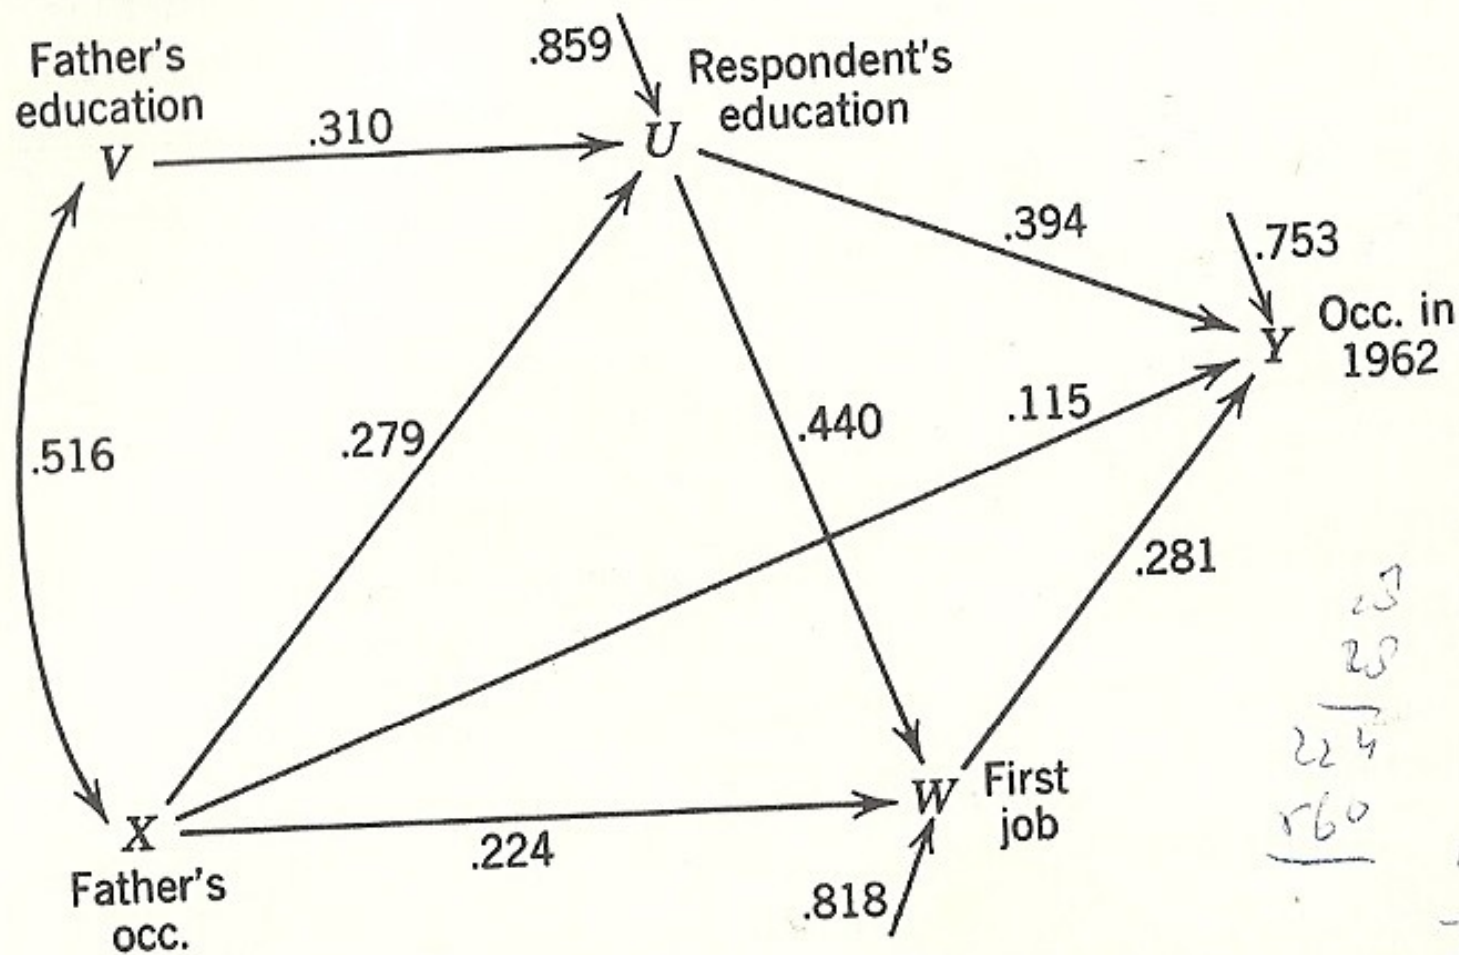 Father's
education
V
.310
.859
U
Respondent's
education
.394
.753
Y
Occ. in
1962
.516
.279
.440
.115
.281
X
Father's
occ.
.224
W
First
job
.818
224